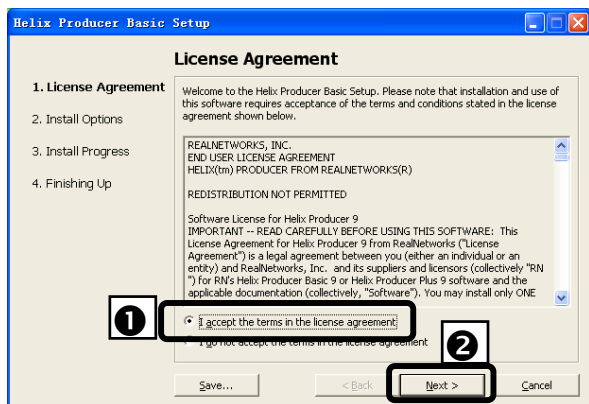 Helix Producer Basic Setup
License Agreement
1. License Agreement
2. Install Options
3. Install Progress
4. Finishing Up
Welcome to the Helix Producer Basic Setup. Please note that installation and use of
this software requires acceptance of the terms and conditions stated in the license
agreement shown below.
REALNETWORKS, INC.
END USER LICENSE AGREEMENT
HELIX(tm) PRODUCER FROM REALNETWORKS(R)
REDISTRIBUTION NOT PERMITTED
Software License for Helix Producer 9
IMPORTANT -- READ CAREFULLY BEFORE USING THIS SOFTWARE: This
License Agreement for Helix Producer 9 from RealNetworks ("License
Agreement") is a legal agreement between you (either an individual or an
entity) and RealNetworks, Inc. and its suppliers and licensors (collectively "RN
") for RN's Helix Producer Basic 9 or Helix Producer Plus 9 software and the
applicable documentation (collectively, "Software"). You may install only ONE
1
I accept the terms in the license agreement
I do not accept the terms in the license agreement
2
Save...
< Back
Next >
Cancel